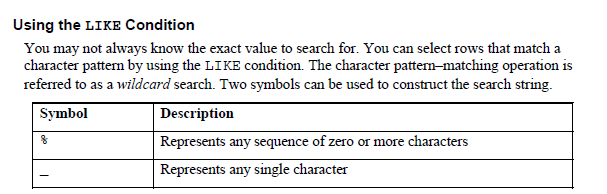 Using the LIKE Condition
You may not always know the exact value to search for. You can select rows that match a
character pattern by using the LIKE condition. The character pattern–matching operation is
referred to as a wildcard search. Two symbols can be used to construct the search string.
Symbol Description
% Represents any sequence of zero or more characters
_ Represents any single character